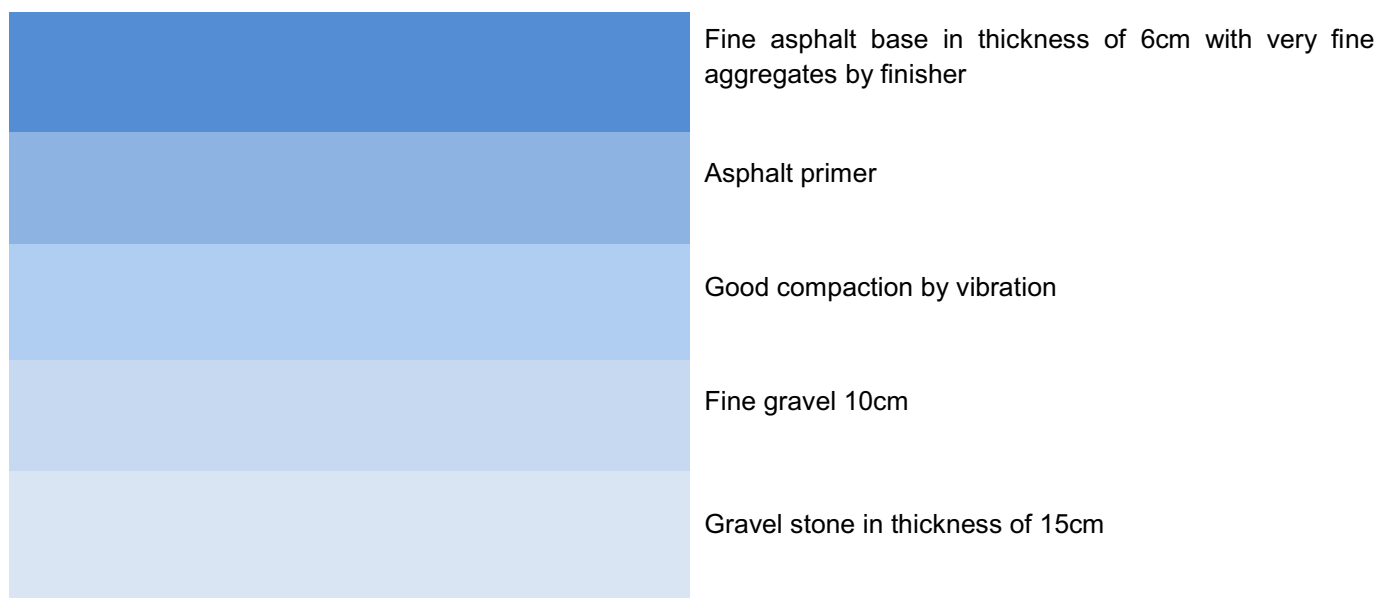 Fine asphalt base in thickness of 6cm with very fine
aggregates by finisher
Asphalt primer
Good compaction by vibration
Fine gravel 10cm
Gravel stone in thickness of 15cm